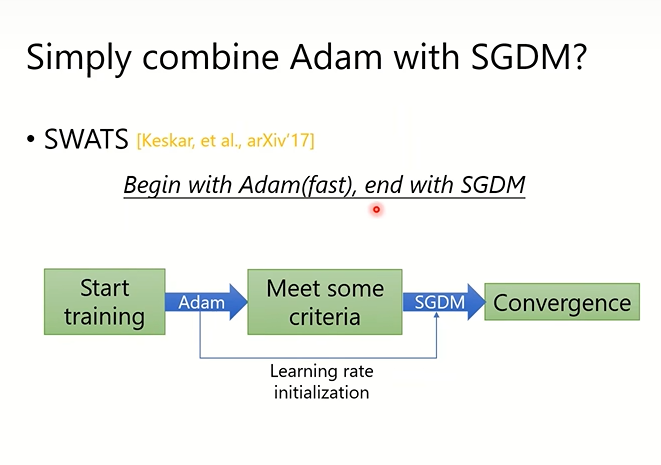 Simply combine Adam with SGDM?
• SWATS [Keskar, et al., arXiv'17]
Begin with Adam(fast), end with SGDM
Start
training
Adam
Meet some
criteria
SGDM
Convergence
Learning rate
initialization